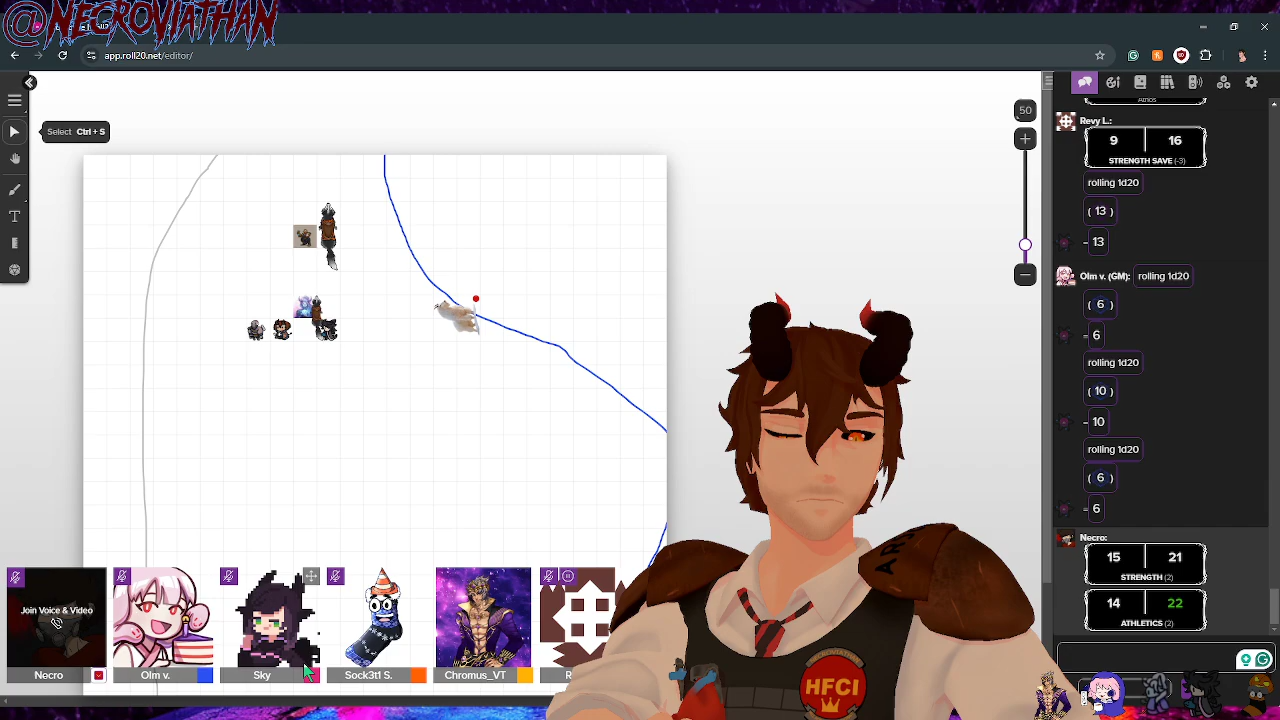 @NECROVIATHAN
app.roll20.net/editor/
Select Ctrl + S
50
Athos
Revy L.:
9 16
STRENGTH SAVE (-3)
rolling 1d20
( 13 )
= 13
Olm v. (GM): rolling 1d20
( 6 )
= 6
rolling 1d20
( 10 )
= 10
rolling 1d20
( 6 )
= 6
Necro:
15 21
STRENGTH (2)
14 22
ATHLETICS (2)
Join Voice & Video
Necro
Olm v.
Sky
Sock3t1 S.
Chromus_VT
R
NECROVIATHAN
HFCI